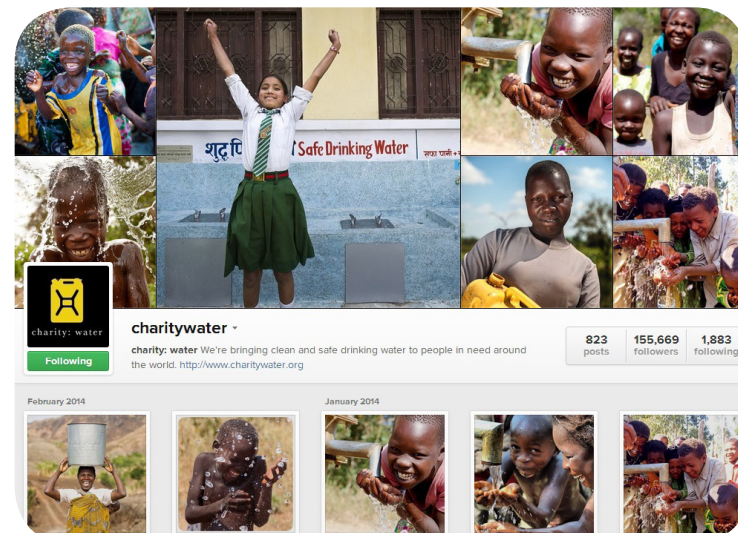 शुद्ध पि Safe Drinking Water सफा पानी
charity: water
Following
charitywater
charity: water We're bringing clean and safe drinking water to people in need around
the world. http://www.charitywater.org
823 155,669 1,883
posts followers following
February 2014 January 2014